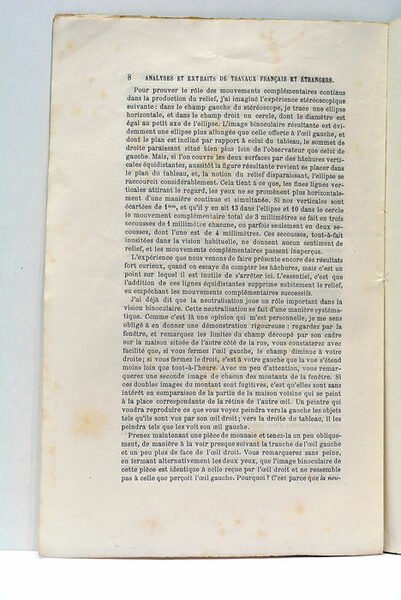 8 ANALYSES ET EXTRAITS DE TRAVAUX FRANÇAIS ET ÉTRANGERS.
Pour prouver le rôle des mouvements complémentaires continus
dans la production du relief, j'ai imaginé l'expérience stéréoscopique
suivante : dans le champ gauche du stéréoscope, je trace une ellipse
horizontale, et dans le champ droit un cercle, dont le diamètre est
égal au petit axe de l'ellipse. L'image binoculaire résultante est évi-
demment une ellipse plus allongée que celle offerte à l'œil gauche, et
dont le plan est incliné par rapport à celui du tableau, le sommet de
droite paraissant situé bien plus loin de l'observateur que celui de
gauche. Mais, si l'on couvre les deux surfaces par des hâchures verti-
cales équidistantes, aussitôt la figure résultante revient se placer dans
le plan du tableau, et, la notion du relief disparaissant, l'ellipse se
raccourcit considérablement. Cela tient à ce que, les fines lignes ver-
ticales attirant le regard, les yeux ne se promènent plus horizontale-
ment d'une manière continue et simultanée. Si nos verticales sont
écartées de 1mm, et qu'il y en ait 13 dans l'ellipse et 10 dans le cercle
le mouvement complémentaire total de 3 millimètres se fait en trois
secousses de 1 millimètre chacune, ou parfois seulement en deux se-
cousses, dont l'une est de 2 millimètres. Ces secousses, tout-à-fait
inusitées dans la vision habituelle, ne donnent aucun sentiment de
relief, et les mouvements complémentaires passent inaperçus.
L'expérience que nous venons de faire présente encore des résultats
fort curieux, quand on essaye de compter les hâchures, mais c'est un
point sur lequel il est inutile de s'arrêter ici. L'essentiel, c'est que
l'addition de ces lignes équidistantes supprime subitement le relief,
en empêchant les mouvements complémentaires successifs.
J'ai déjà dit que la neutralisation joue un rôle important dans la
vision binoculaire. Cette neutralisation se fait d'une manière systéma-
tique. Comme c'est là une opinion qui m'est personnelle, je me sens
obligé à en donner une démonstration rigoureuse : regardez par la
fenêtre, et remarquez les limites du champ découpé par son cadre
sur la maison située de l'autre côté de la rue, vous constaterez avec
facilité que, si vous fermez l'œil gauche, le champ diminue à votre
droite ; si vous fermez l'œil droit, c'est à votre gauche que la vue s'étend
moins loin que tout-à-l'heure. Avec un peu d'attention, vous remar-
querez une seconde image de chacun des montants de la fenêtre. Si
ces doubles images du montant sont fugitives, c'est qu'elles sont sans
intérêt en comparaison de la partie de la maison voisine qui se peint
à la place correspondante de la rétine de l'autre œil. Un peintre qui
voudra reproduire ce que vous voyez peindra vers la gauche les objets
tels qu'ils sont vus par son œil droit ; vers la droite du tableau, il les
peindra tels que les voit son œil gauche.
Prenez maintenant une pièce de monnaie et tenez-la un peu oblique-
ment, de manière à la voir presque suivant la tranche de l'œil gauche
et un peu plus de face de l'œil droit. Vous remarquerez sans peine,
en fermant alternativement les deux yeux, que l'image binoculaire de
cette pièce est identique à celle reçue par l'œil droit et ne ressemble
pas à celle que perçoit l'œil gauche. Pourquoi ? C'est parce que la neu-